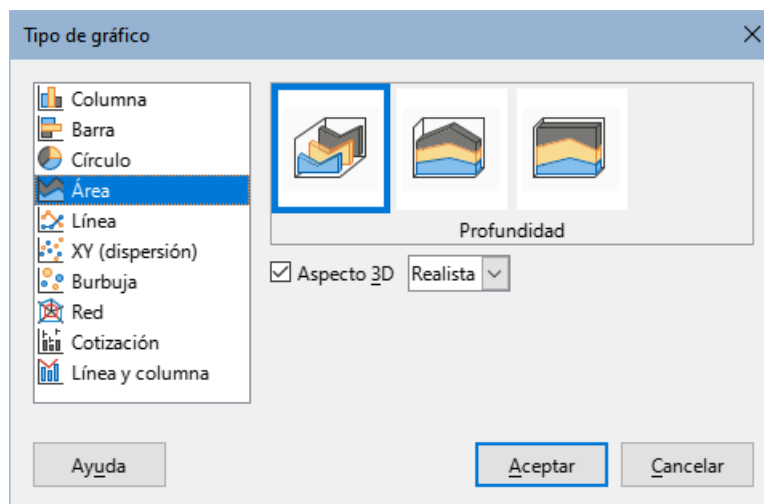 Tipo de gráfico
Columna
Barra
Círculo
Área
Línea
XY (dispersión)
Burbuja
Red
Cotización
Línea y columna
Profundidad
Aspecto 3D Realista
Ayuda Aceptar Cancelar